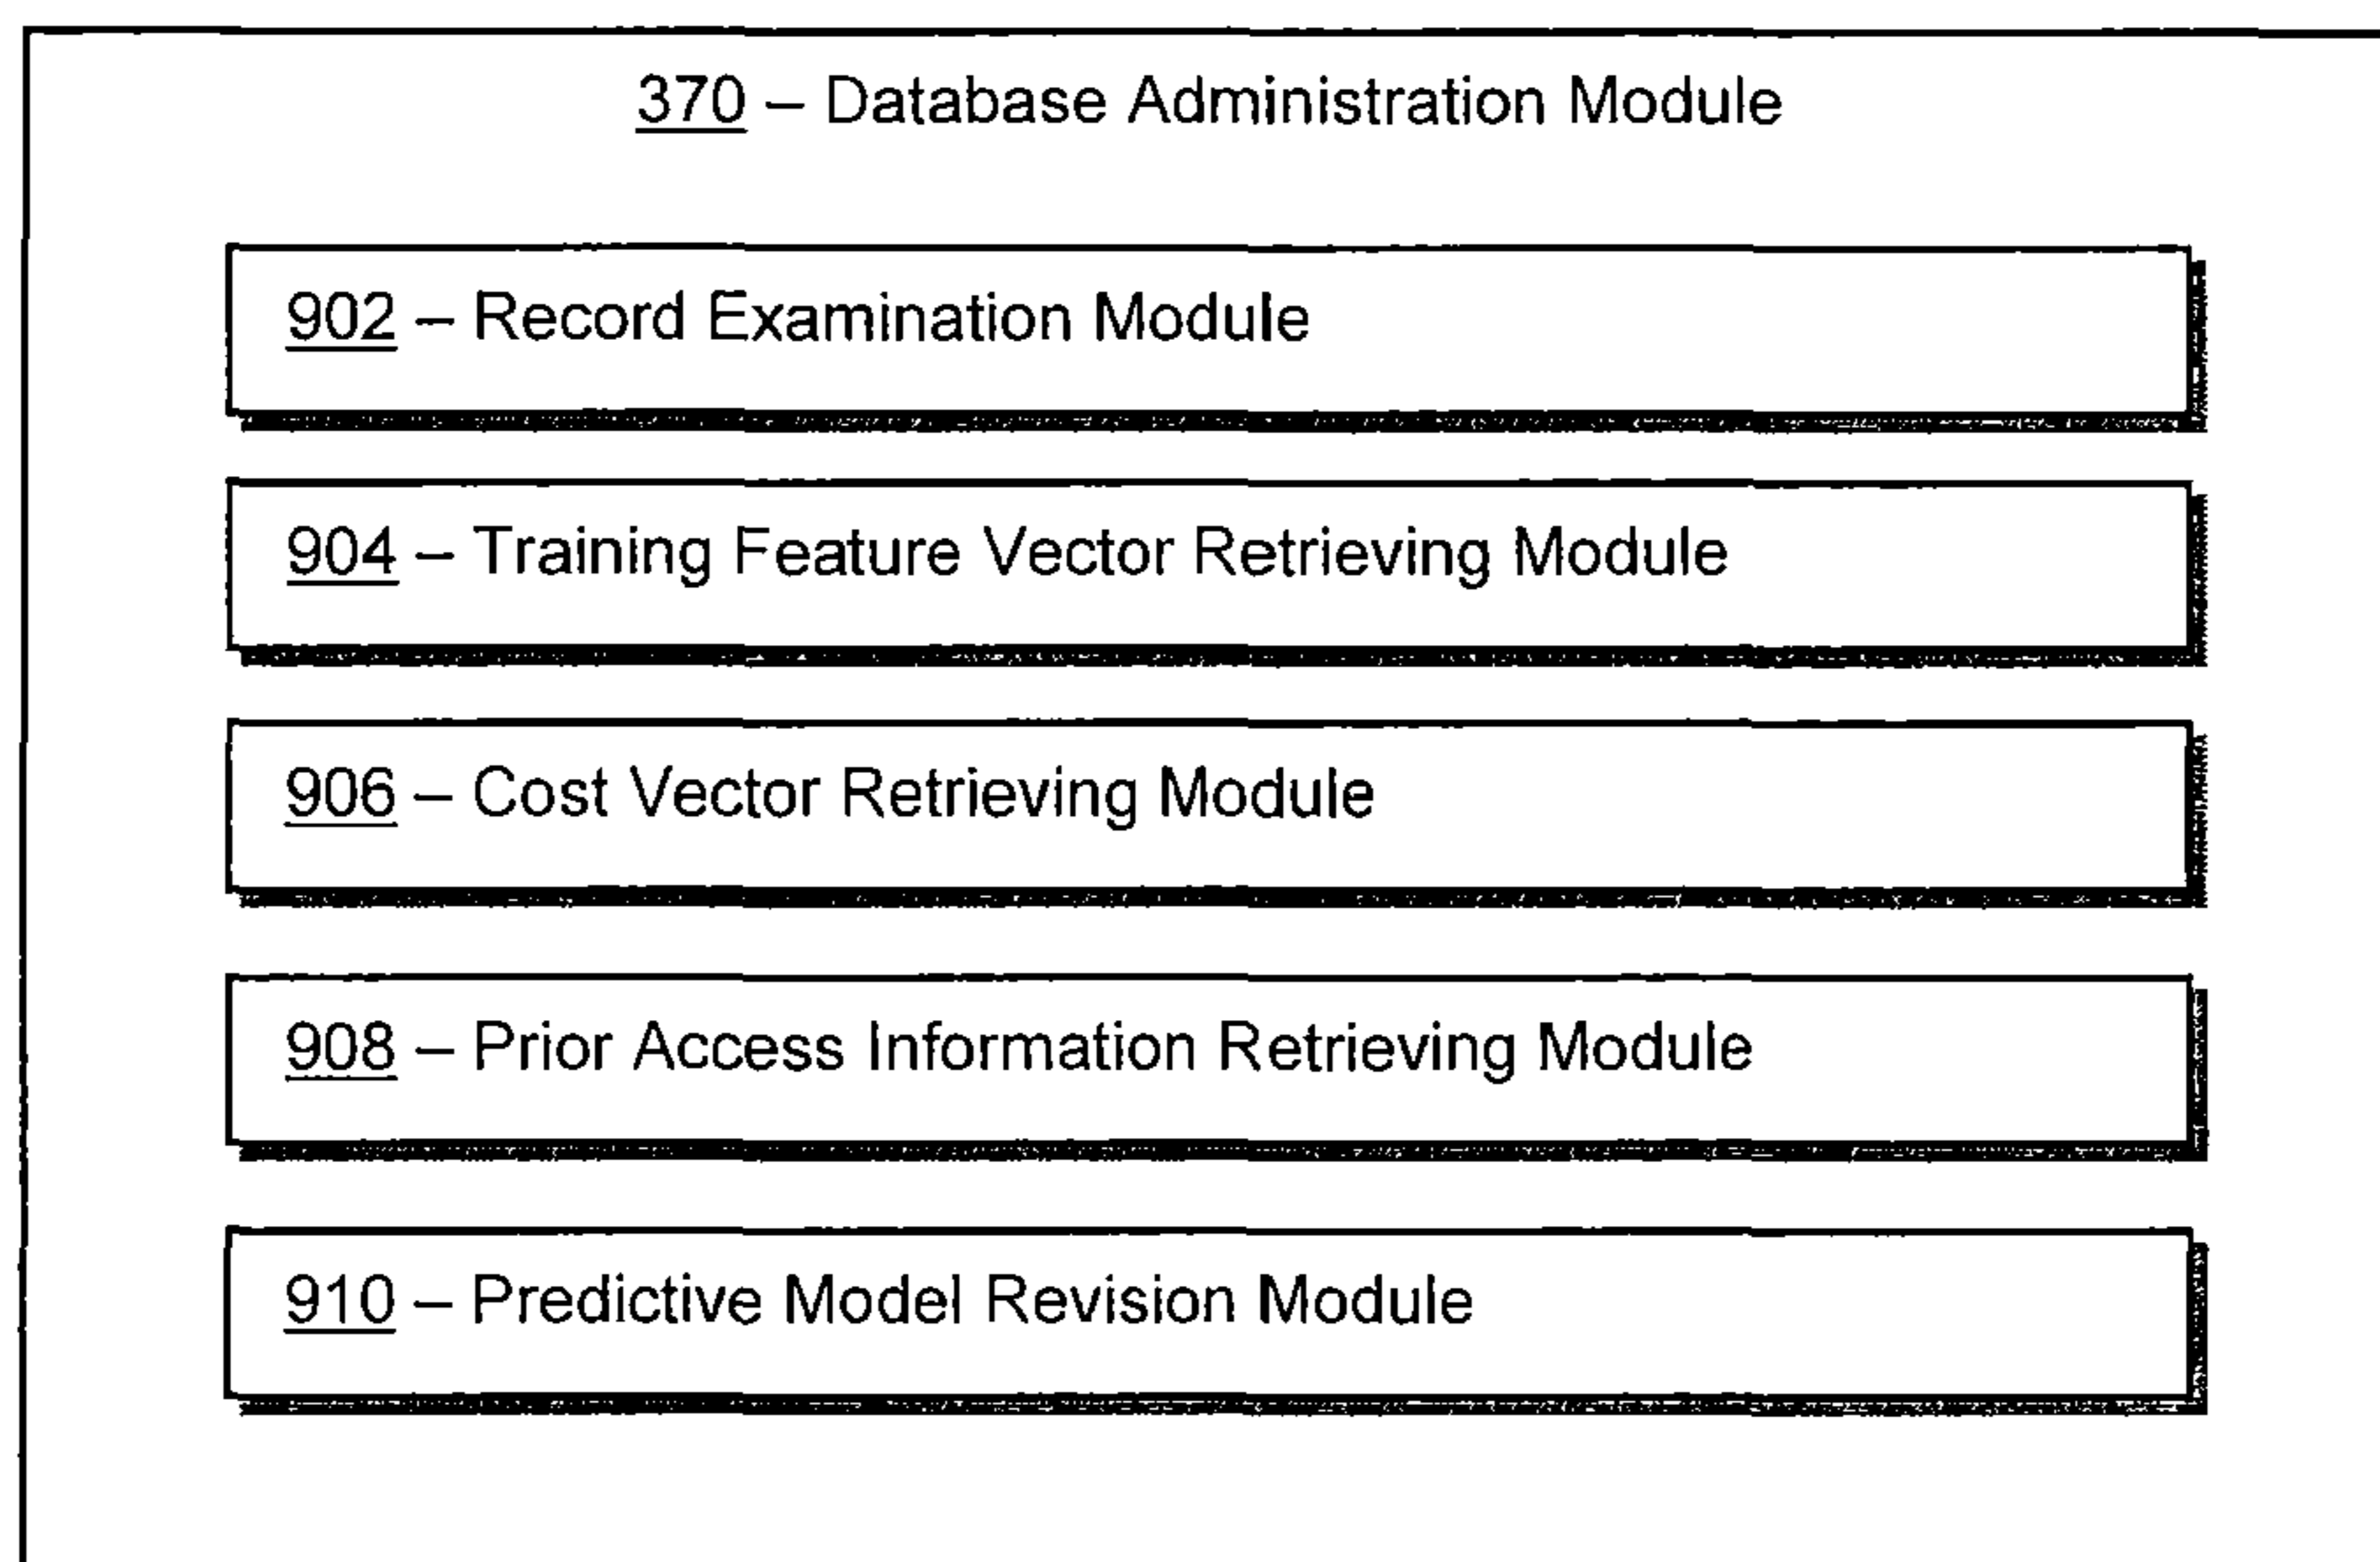 370 – Database Administration Module
902 – Record Examination Module
904 – Training Feature Vector Retrieving Module
906 – Cost Vector Retrieving Module
908 – Prior Access Information Retrieving Module
910 – Predictive Model Revision Module